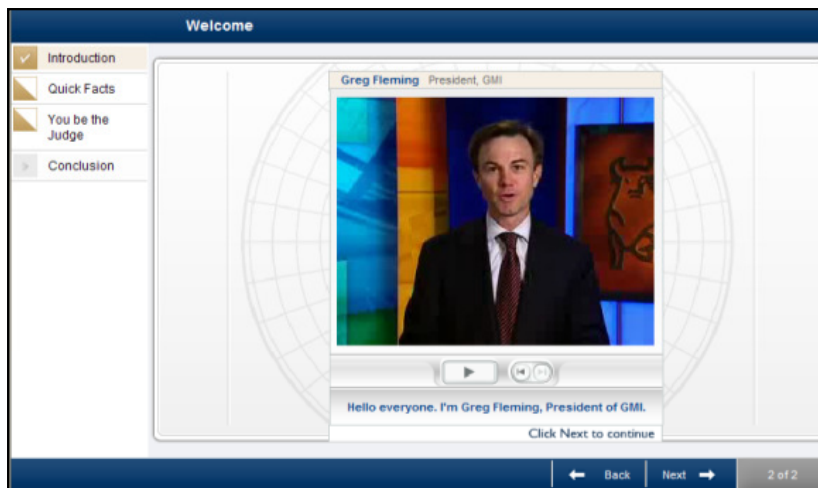 Welcome
Introduction
Quick Facts
You be the
Judge
Conclusion
Greg Fleming President, GMI
Hello everyone. I'm Greg Fleming, President of GMI.
Click Next to continue
Back
Next
2 of 2